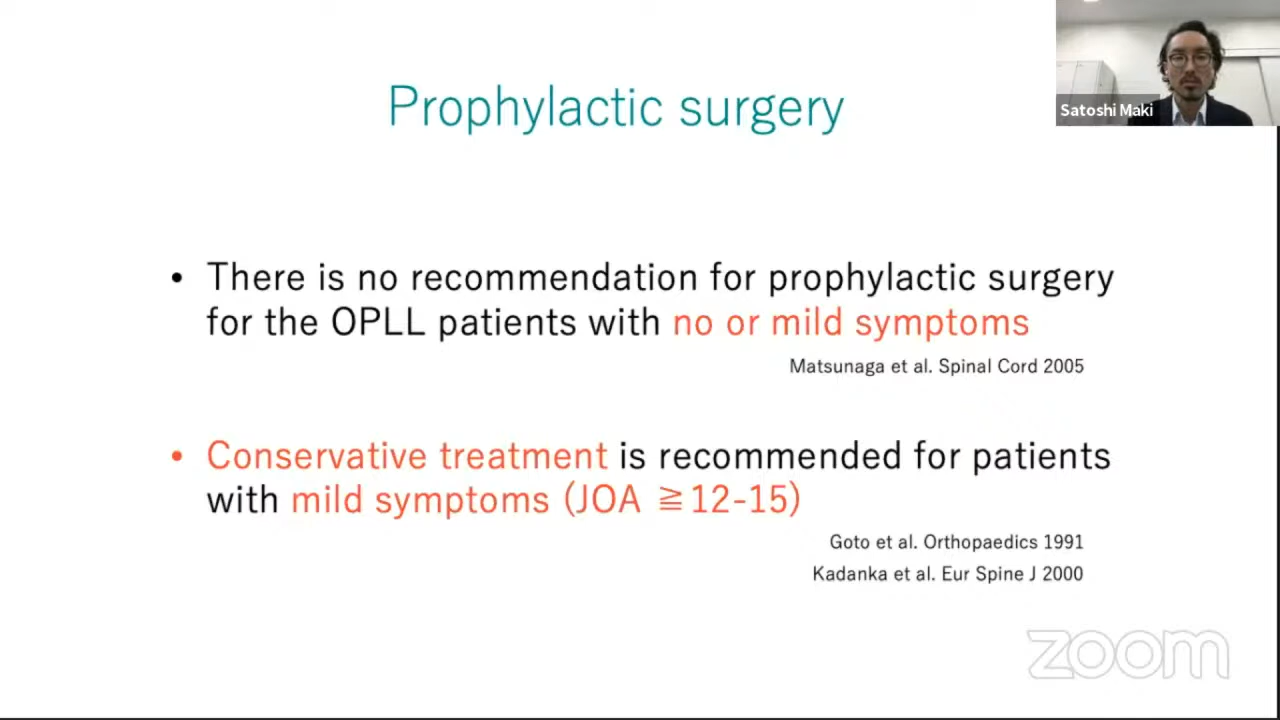 Prophylactic surgery
Satoshi Maki
• There is no recommendation for prophylactic surgery
for the OPLL patients with no or mild symptoms
Matsunaga et al. Spinal Cord 2005
• Conservative treatment is recommended for patients
with mild symptoms (JOA ≧12-15)
Goto et al. Orthopaedics 1991
Kadanka et al. Eur Spine J 2000
zoom